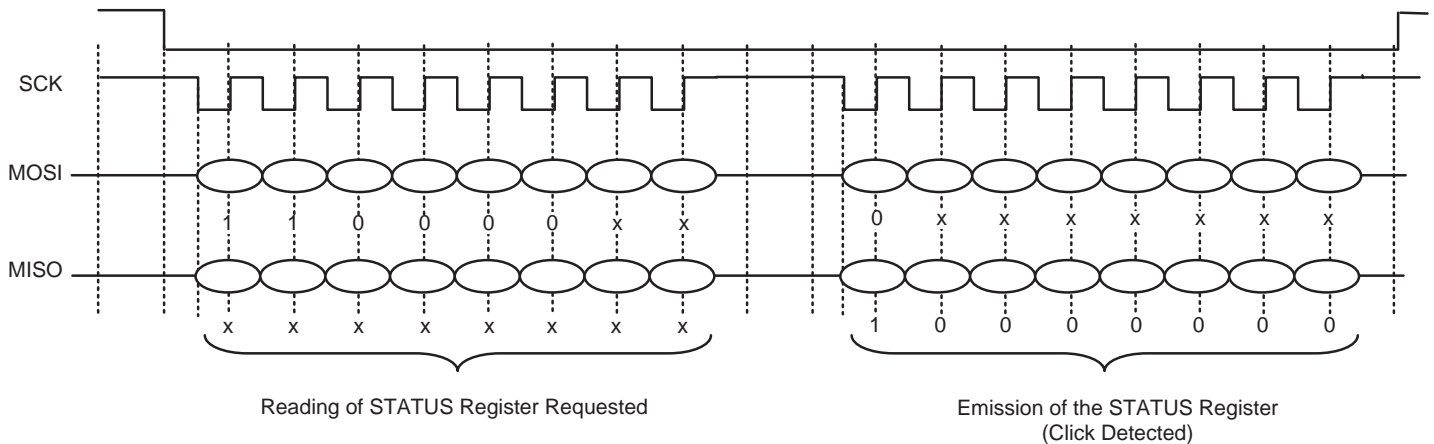 SCK
MOSI
1 1 0 0 0 0 x x 0 x x x x x x x
MISO
x x x x x x x x 1 0 0 0 0 0 0 0
Reading of STATUS Register Requested Emission of the STATUS Register
(Click Detected)